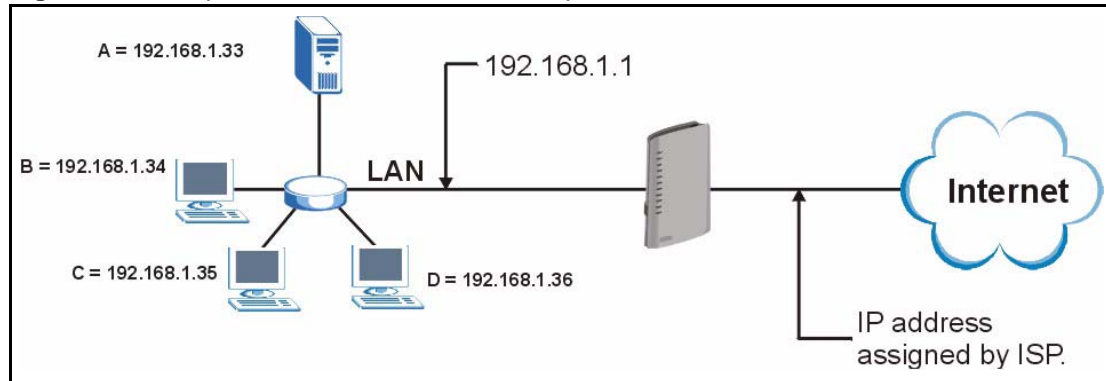 A = 192.168.1.33
192.168.1.1
B = 192.168.1.34
LAN
Internet
C = 192.168.1.35
D = 192.168.1.36
IP address
assigned by ISP.